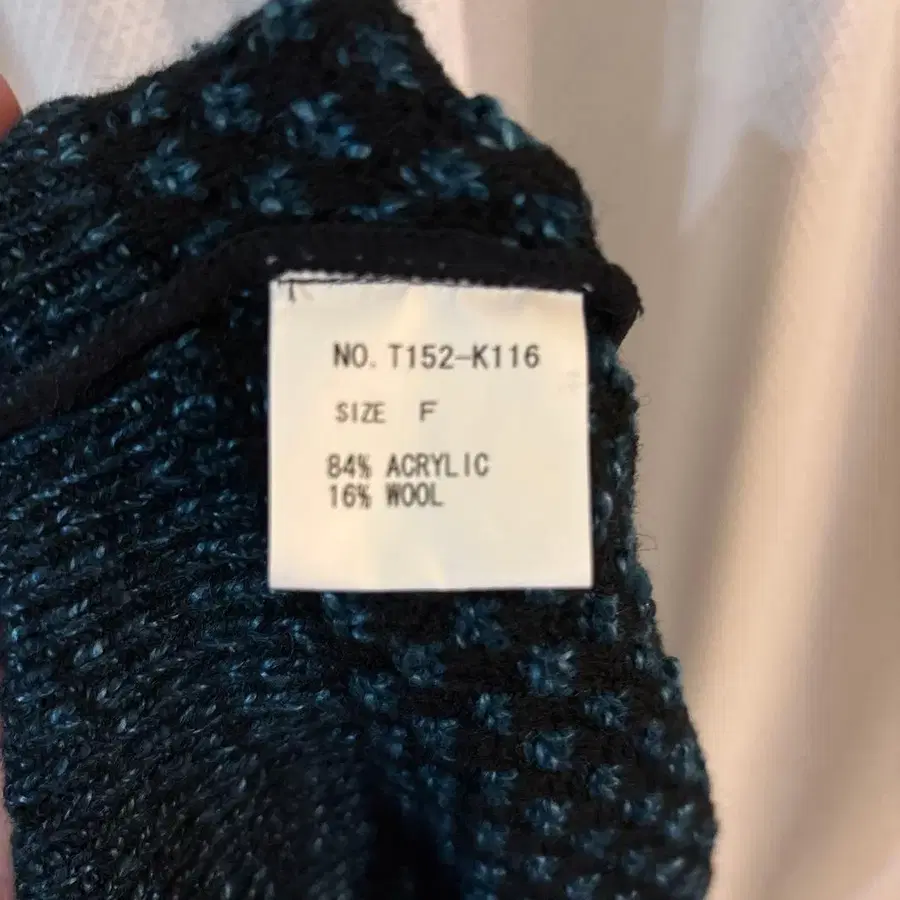 NO. T152-K116
SIZE F
84% ACRYLIC
16% WOOL